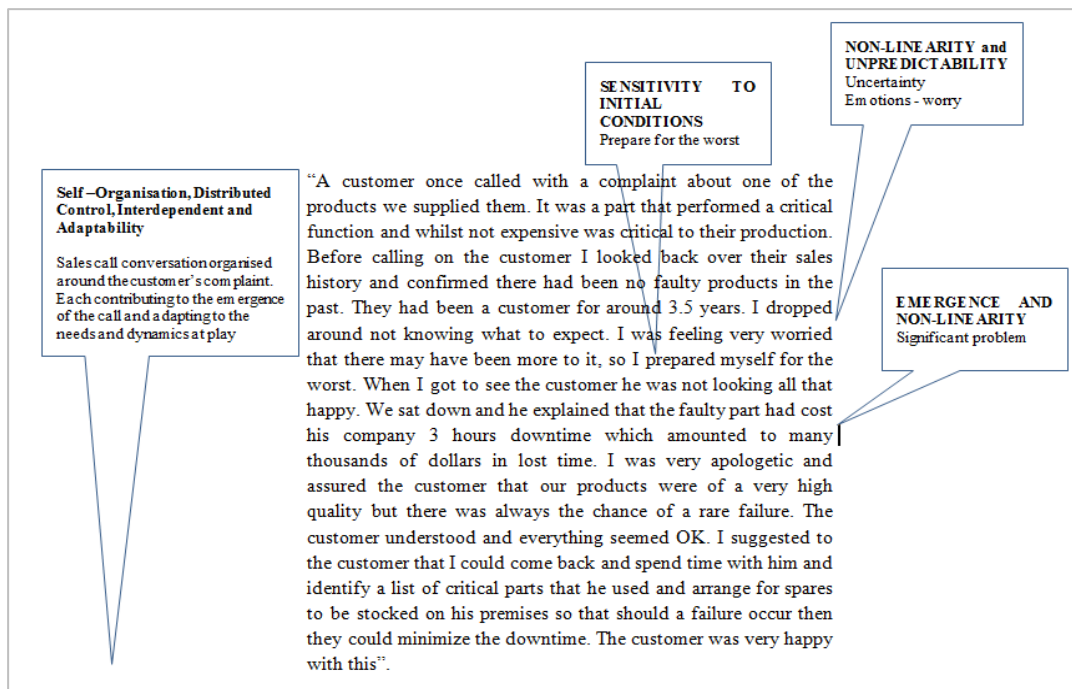 NON-LINEARITY and
UNPREDICTABILITY
Uncertainty
Emotions - worry
SENSITIVITY TO
INITIAL
CONDITIONS
Prepare for the worst
Self –Organisation, Distributed
Control, Interdependent and
Adaptability
Sales call conversation organised
around the customer's complaint.
Each contributing to the emergence
of the call and adapting to the
needs and dynamics at play
EMERGENCE AND
NON-LINEARITY
Significant problem
“A customer once called with a complaint about one of the
products we supplied them. It was a part that performed a critical
function and whilst not expensive was critical to their production.
Before calling on the customer I looked back over their sales
history and confirmed there had been no faulty products in the
past. They had been a customer for around 3.5 years. I dropped
around not knowing what to expect. I was feeling very worried
that there may have been more to it, so I prepared myself for the
worst. When I got to see the customer he was not looking all that
happy. We sat down and he explained that the faulty part had cost
his company 3 hours downtime which amounted to many
thousands of dollars in lost time. I was very apologetic and
assured the customer that our products were of a very high
quality but there was always the chance of a rare failure. The
customer understood and everything seemed OK. I suggested to
the customer that I could come back and spend time with him and
identify a list of critical parts that he used and arrange for spares
to be stocked on his premises so that should a failure occur then
they could minimize the downtime. The customer was very happy
with this”.